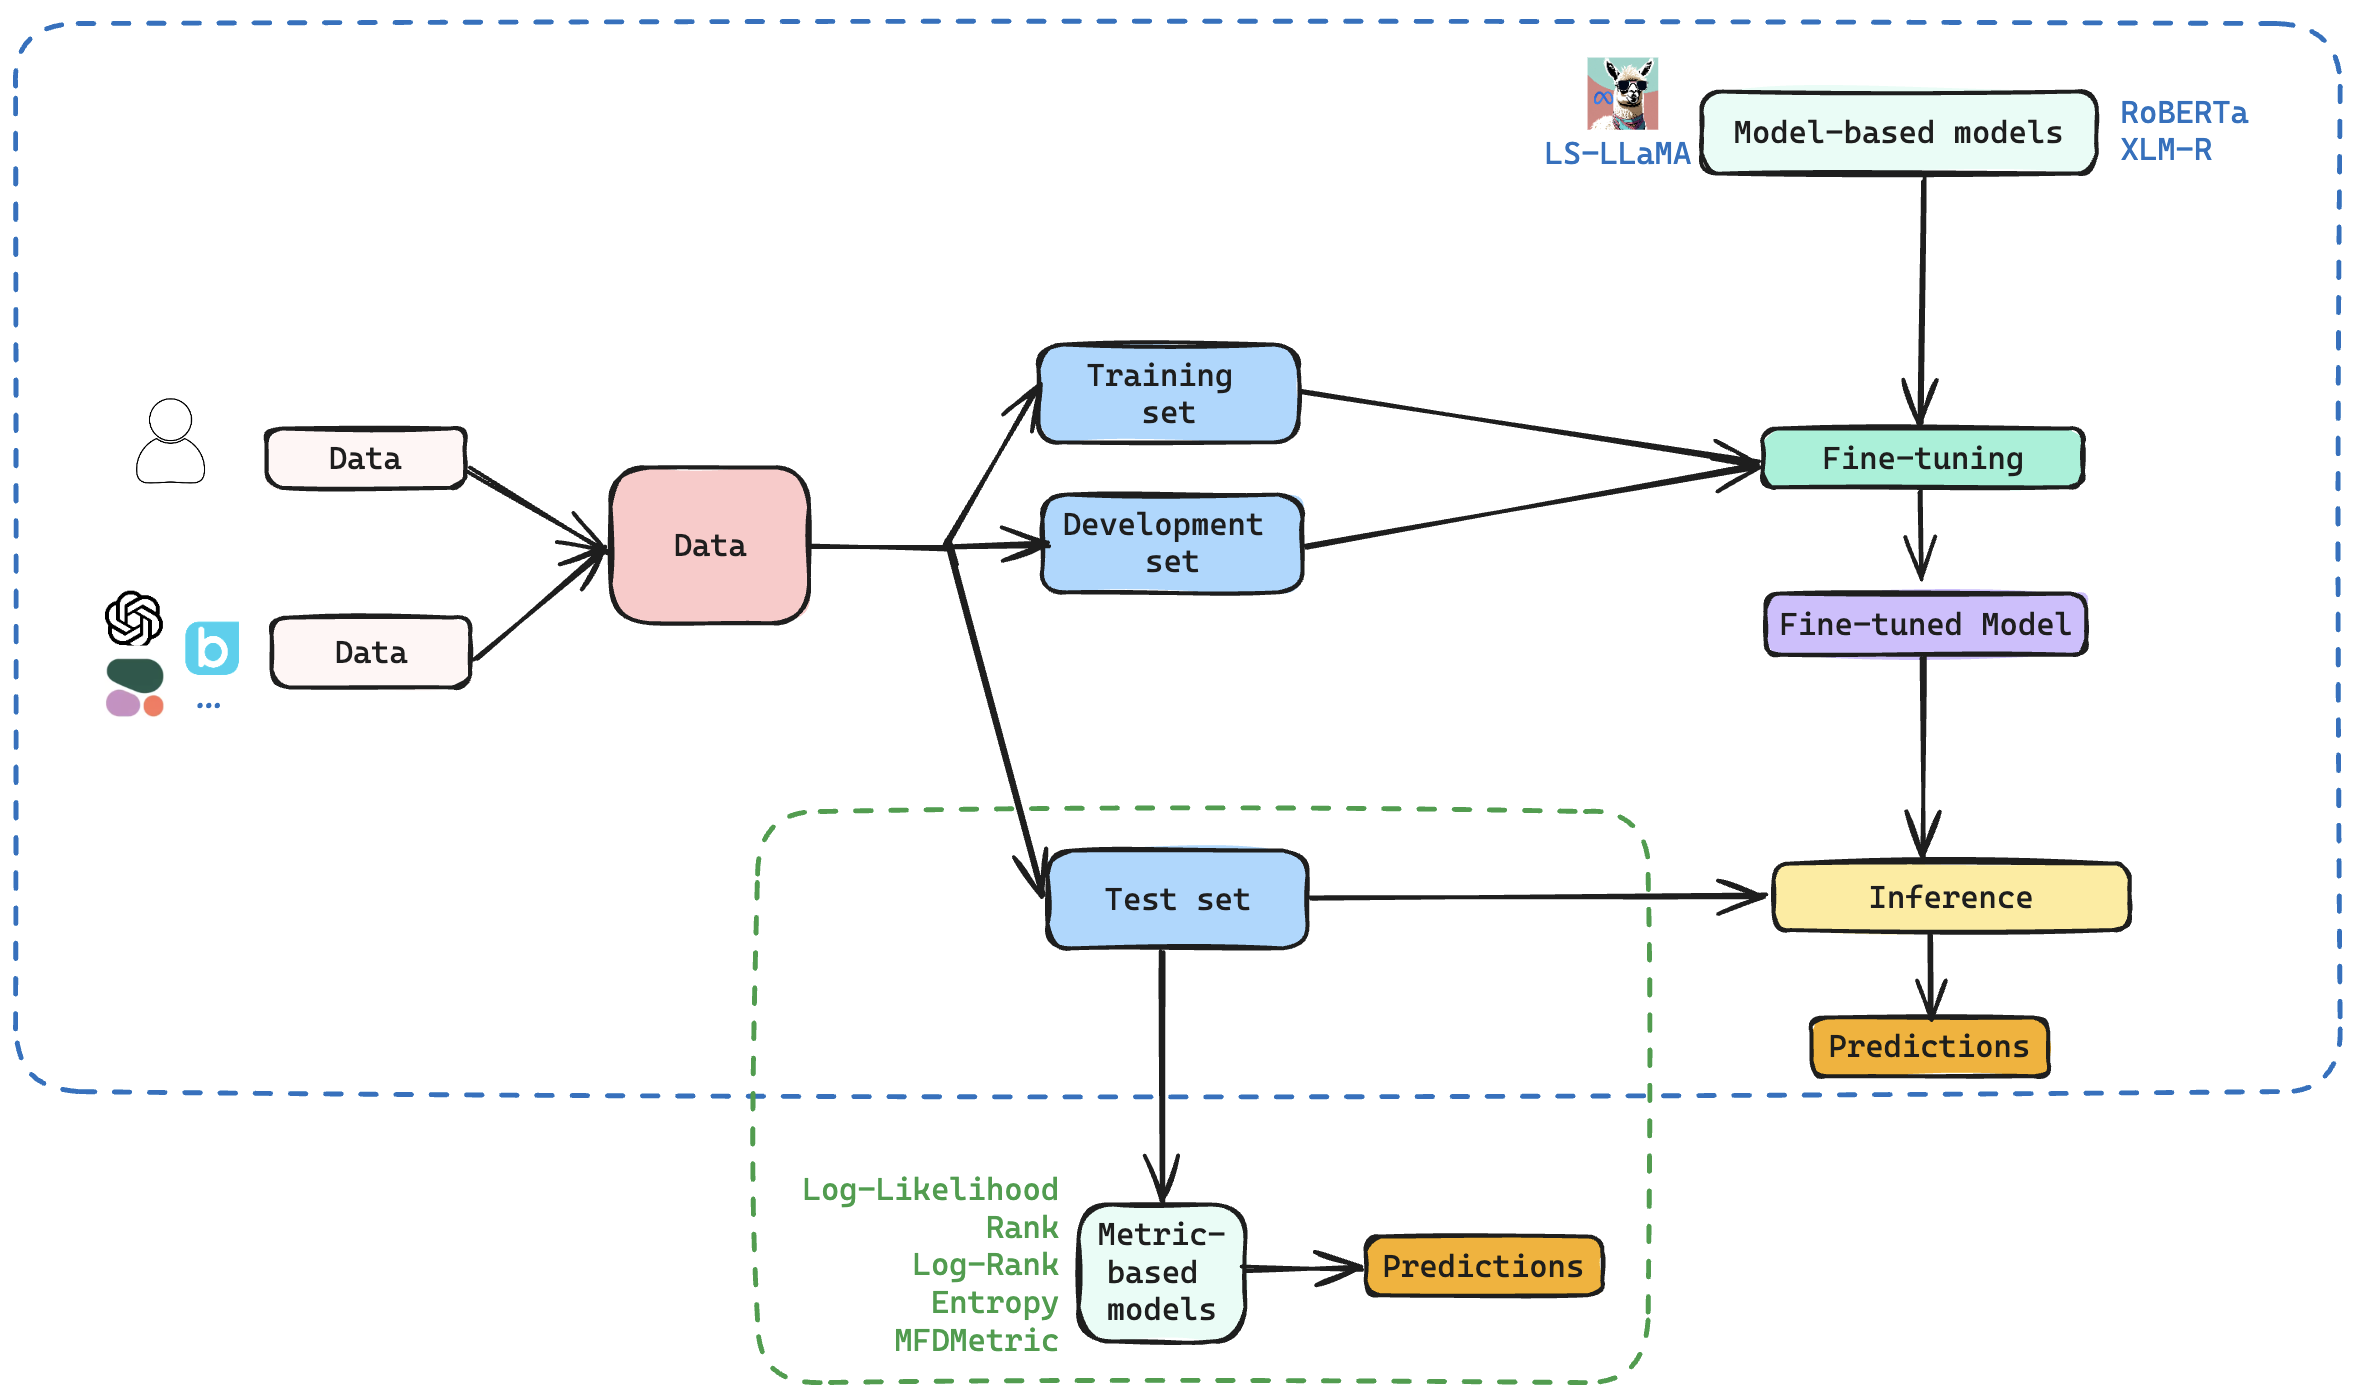 LS-LLaMA
Model-based models
RoBERTa
XLM-R
Training
set
Data
Fine-tuning
Data
Development
set
Data
Fine-tuned Model
b
...
Test set
Inference
Predictions
Log-Likelihood
Rank
Log-Rank
Entropy
MFDMetric
Metric-
based
models
Predictions